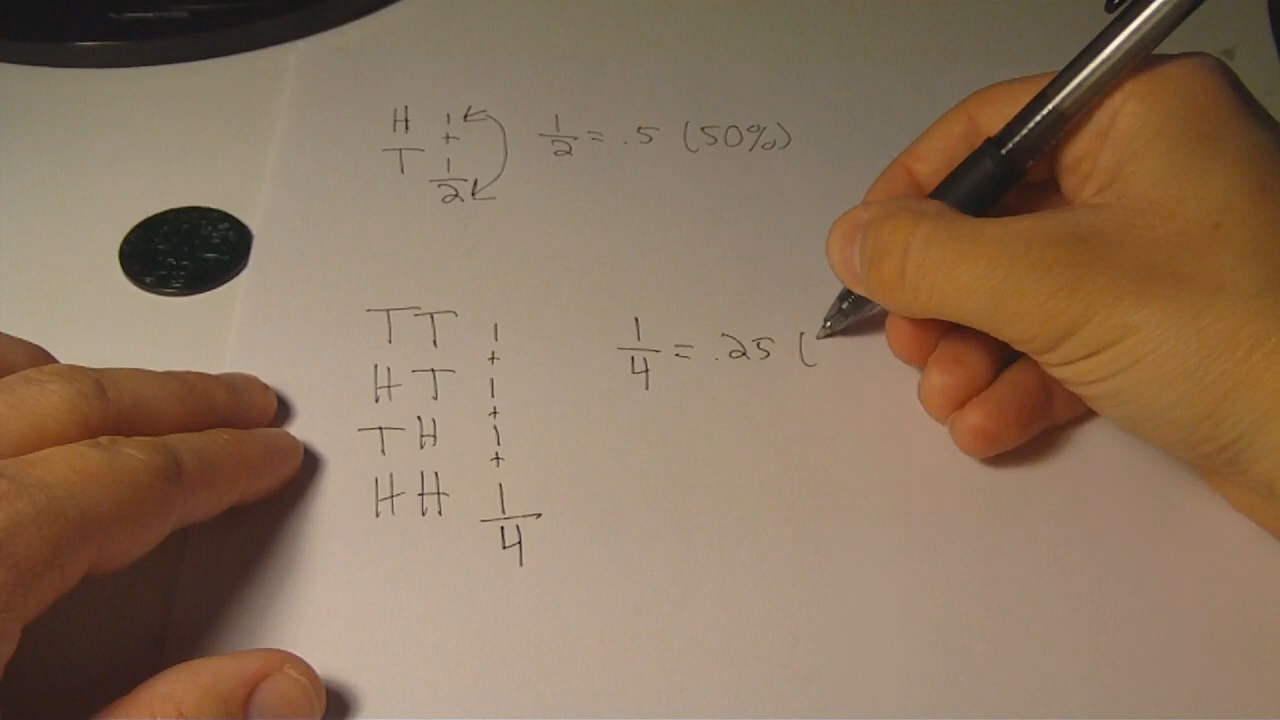 H 1
+
T 1
2
1/2 = .5 (50%)
TT 1
+
HT 1
+
TH 1
+
HH 1
4
1/4 = .25 (